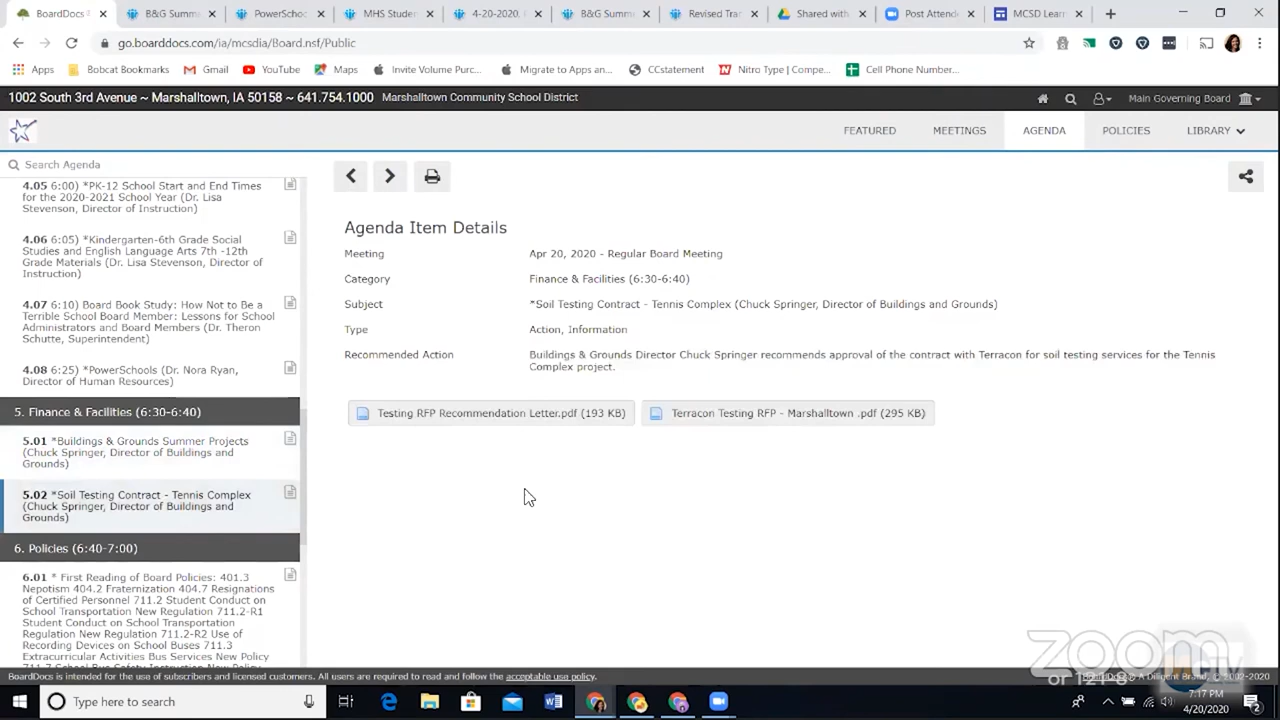 BoardDocs
B&G Summ
PowerSchoo
MHS Studen
4-20-2020.
B&G Summ
Revised Tra
Shared with
Post Attend
MCSD Lear
go.boarddocs.com/ia/mcsdia/Board.nsf/Public
Apps
Bobcat Bookmarks
Gmail
YouTube
Maps
Invite Volume Purc...
Migrate to Apps an...
CCstatement
Nitro Type | Compe...
Cell Phone Number...
1002 South 3rd Avenue ~ Marshalltown, IA 50158 ~ 641.754.1000
Marshalltown Community School District
Main Governing Board
FEATURED
MEETINGS
AGENDA
POLICIES
LIBRARY
Search Agenda
4.05 6:00) *PK-12 School Start and End Times
for the 2020-2021 School Year (Dr. Lisa
Stevenson, Director of Instruction)
4.06 6:05) *Kindergarten-6th Grade Social
Studies and English Language Arts 7th -12th
Grade Materials (Dr. Lisa Stevenson, Director of
Instruction)
4.07 6:10) Board Book Study: How Not to Be a
Terrible School Board Member: Lessons for School
Administrators and Board Members (Dr. Theron
Schutte, Superintendent)
4.08 6:25) *PowerSchools (Dr. Nora Ryan,
Director of Human Resources)
5. Finance & Facilities (6:30-6:40)
5.01 *Buildings & Grounds Summer Projects
(Chuck Springer, Director of Buildings and
Grounds)
5.02 *Soil Testing Contract - Tennis Complex
(Chuck Springer, Director of Buildings and
Grounds)
6. Policies (6:40-7:00)
6.01 * First Reading of Board Policies: 401.3
Nepotism 404.2 Fraternization 404.7 Resignations
of Certified Personnel 711.2 Student Conduct on
School Transportation New Regulation 711.2-R1
Student Conduct on School Transportation
Regulation New Regulation 711.2-R2 Use of
Recording Devices on School Buses 711.3
Extracurricular Activities Bus Services New Policy
711.7 School Bus Safety Instruction New Policy
Agenda Item Details
Meeting
Apr 20, 2020 - Regular Board Meeting
Category
Finance & Facilities (6:30-6:40)
Subject
*Soil Testing Contract - Tennis Complex (Chuck Springer, Director of Buildings and Grounds)
Type
Action, Information
Recommended Action
Buildings & Grounds Director Chuck Springer recommends approval of the contract with Terracon for soil testing services for the Tennis
Complex project.
Testing RFP Recommendation Letter.pdf (193 KB)
Terracon Testing RFP - Marshalltown .pdf (295 KB)
zoom
BoardDocs is intended for the use of subscribers and licensed customers. All users are required to read and follow the acceptable use policy.
BoardDocs, A Diligent Brand, © 2002-2020
Type here to search
7:17 PM
4/20/2020
2